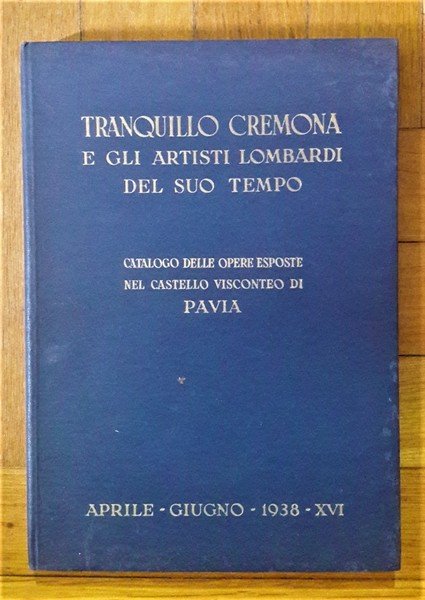 TRANQUILLO CREMONA
E GLI ARTISTI LOMBARDI
DEL SUO TEMPO
CATALOGO DELLE OPERE ESPOSTE
NEL CASTELLO VISCONTEO DI
PAVIA
APRILE - GIUGNO - 1938 - XVI